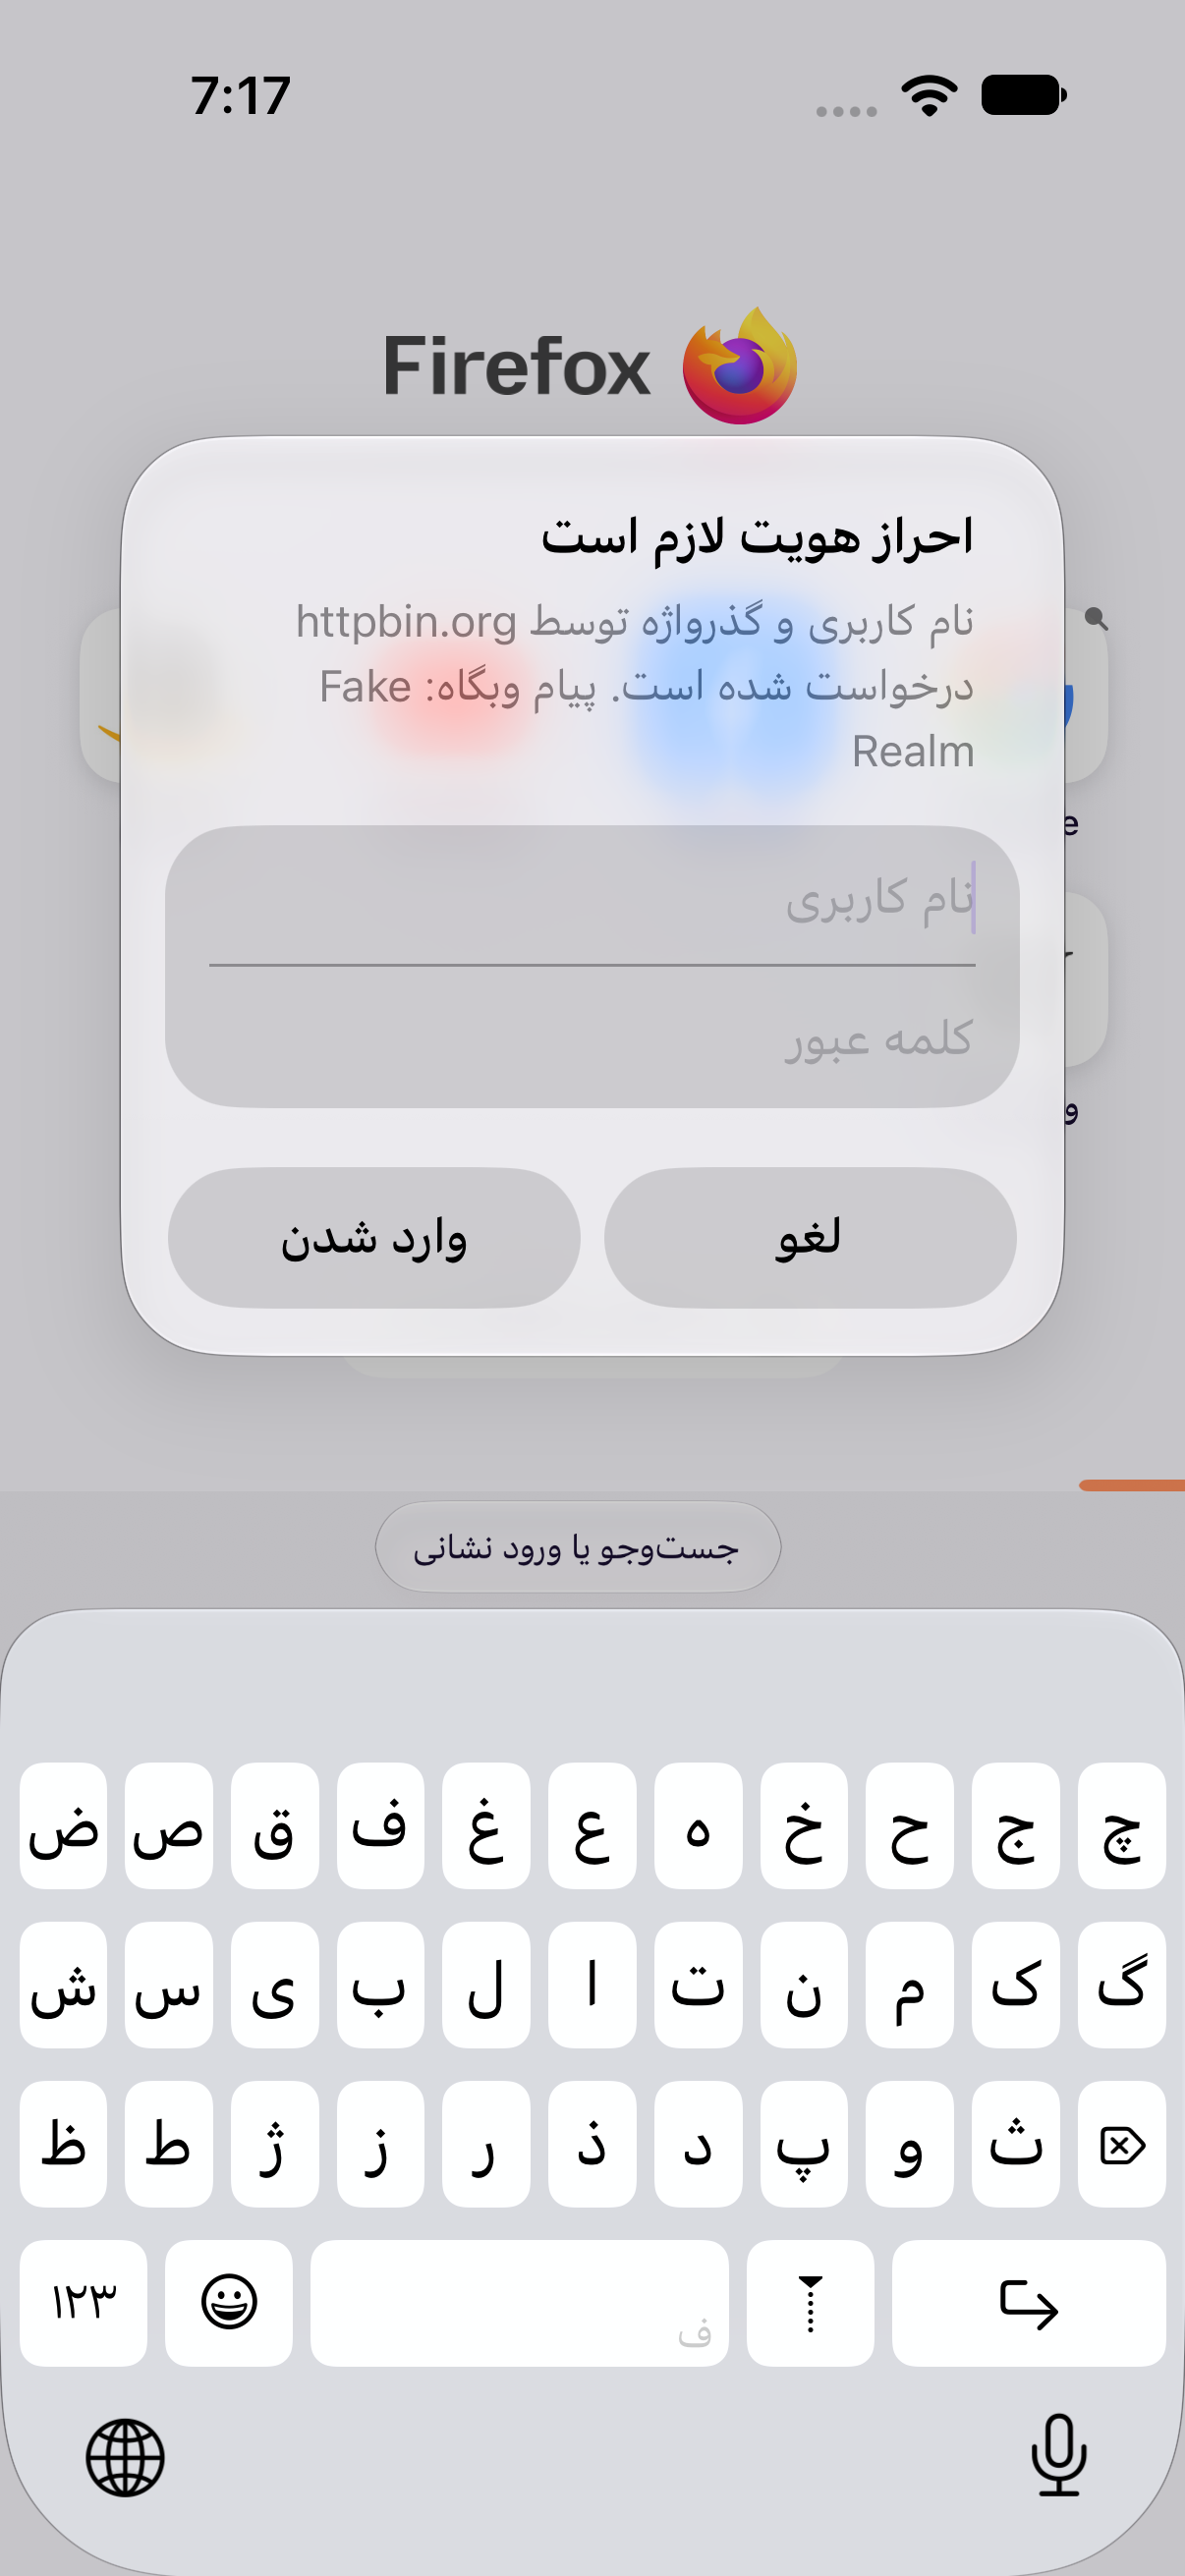 7:17
Firefox
احراز هویت لازم است
نام کاربری و گذرواژه توسط httpbin.org
درخواست شده است. پیام وبگاه: Fake
Realm
e
نام کاربری
کلمه عبور
و
لغو
وارد شدن
جست‌وجو یا ورود نشانی
ض ص ق ف غ ع ه خ ح ج چ
ش س ی ب ل ا ت ن م ک گ
ظ ط ژ ز ر ذ د پ و ث
۱۲۳
ف